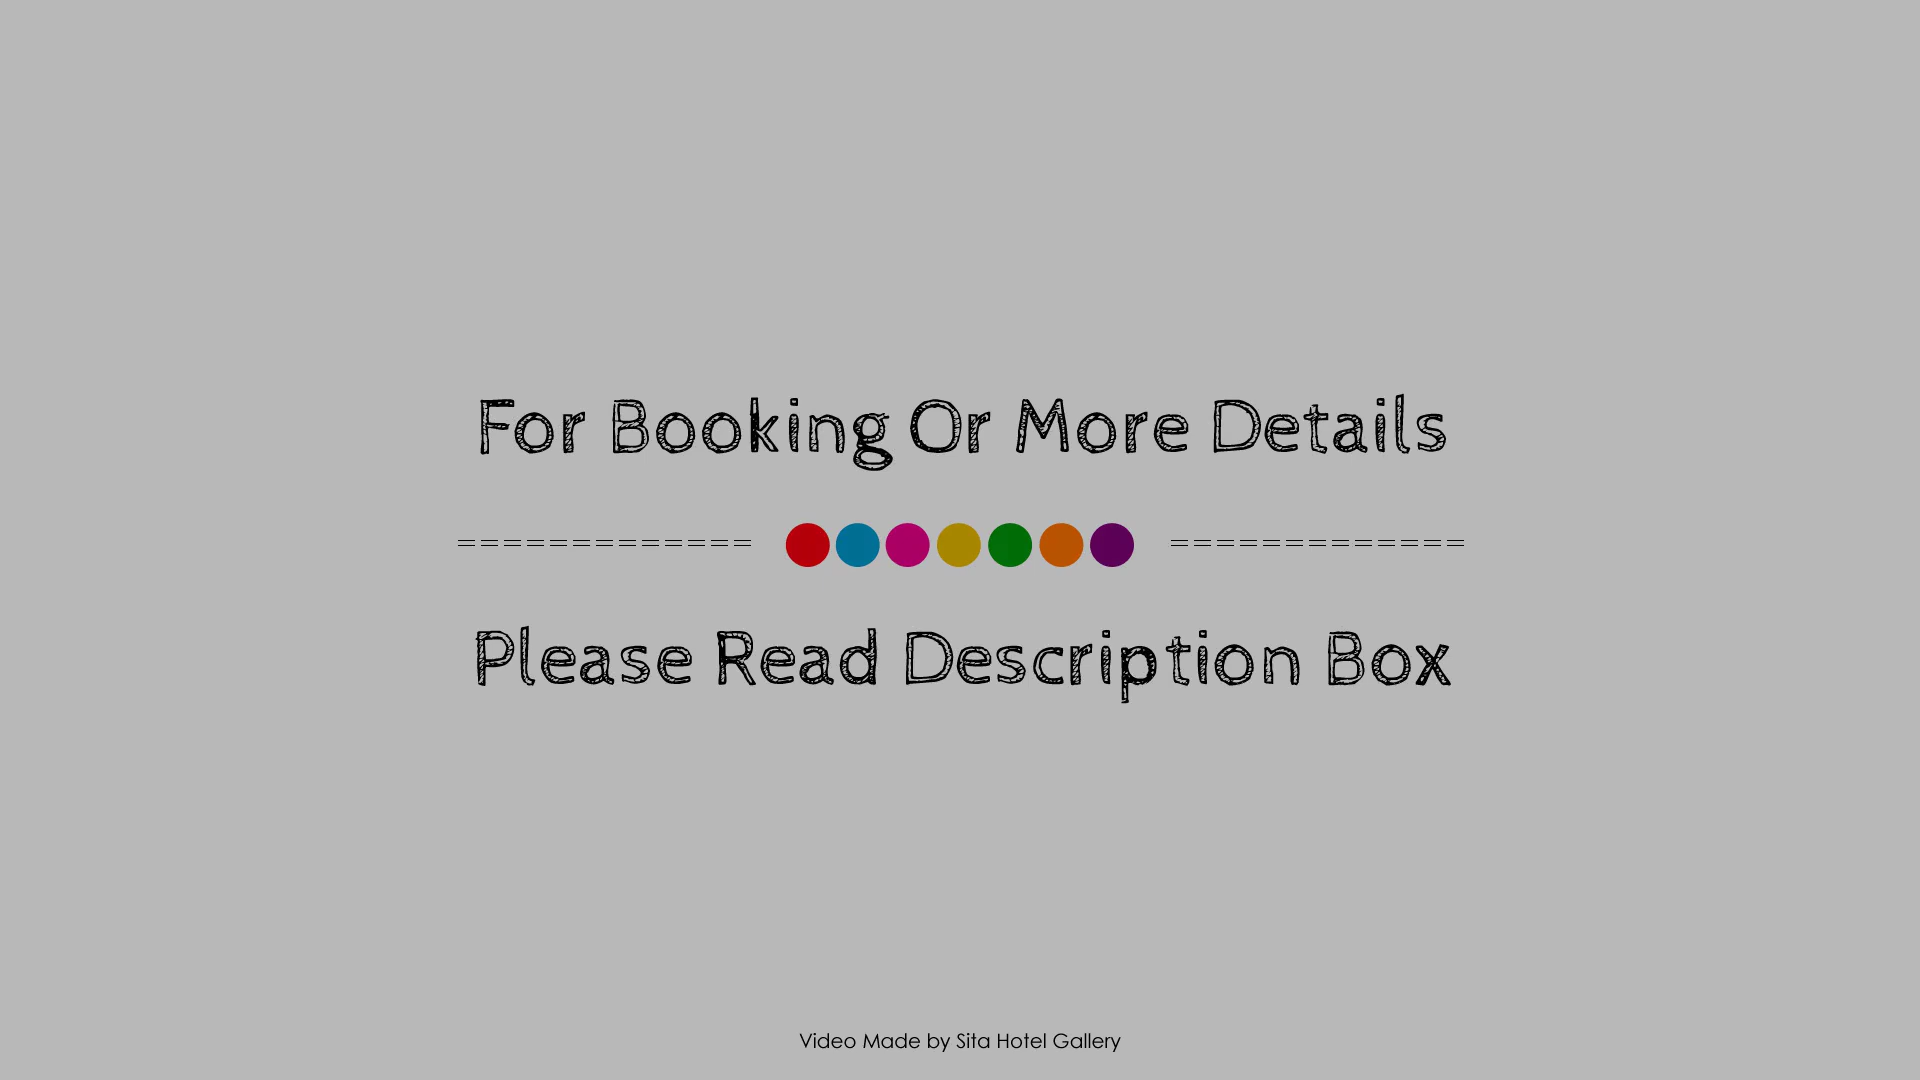 For Booking Or More Details
============= =============
Please Read Description Box
Video Made by Sita Hotel Gallery